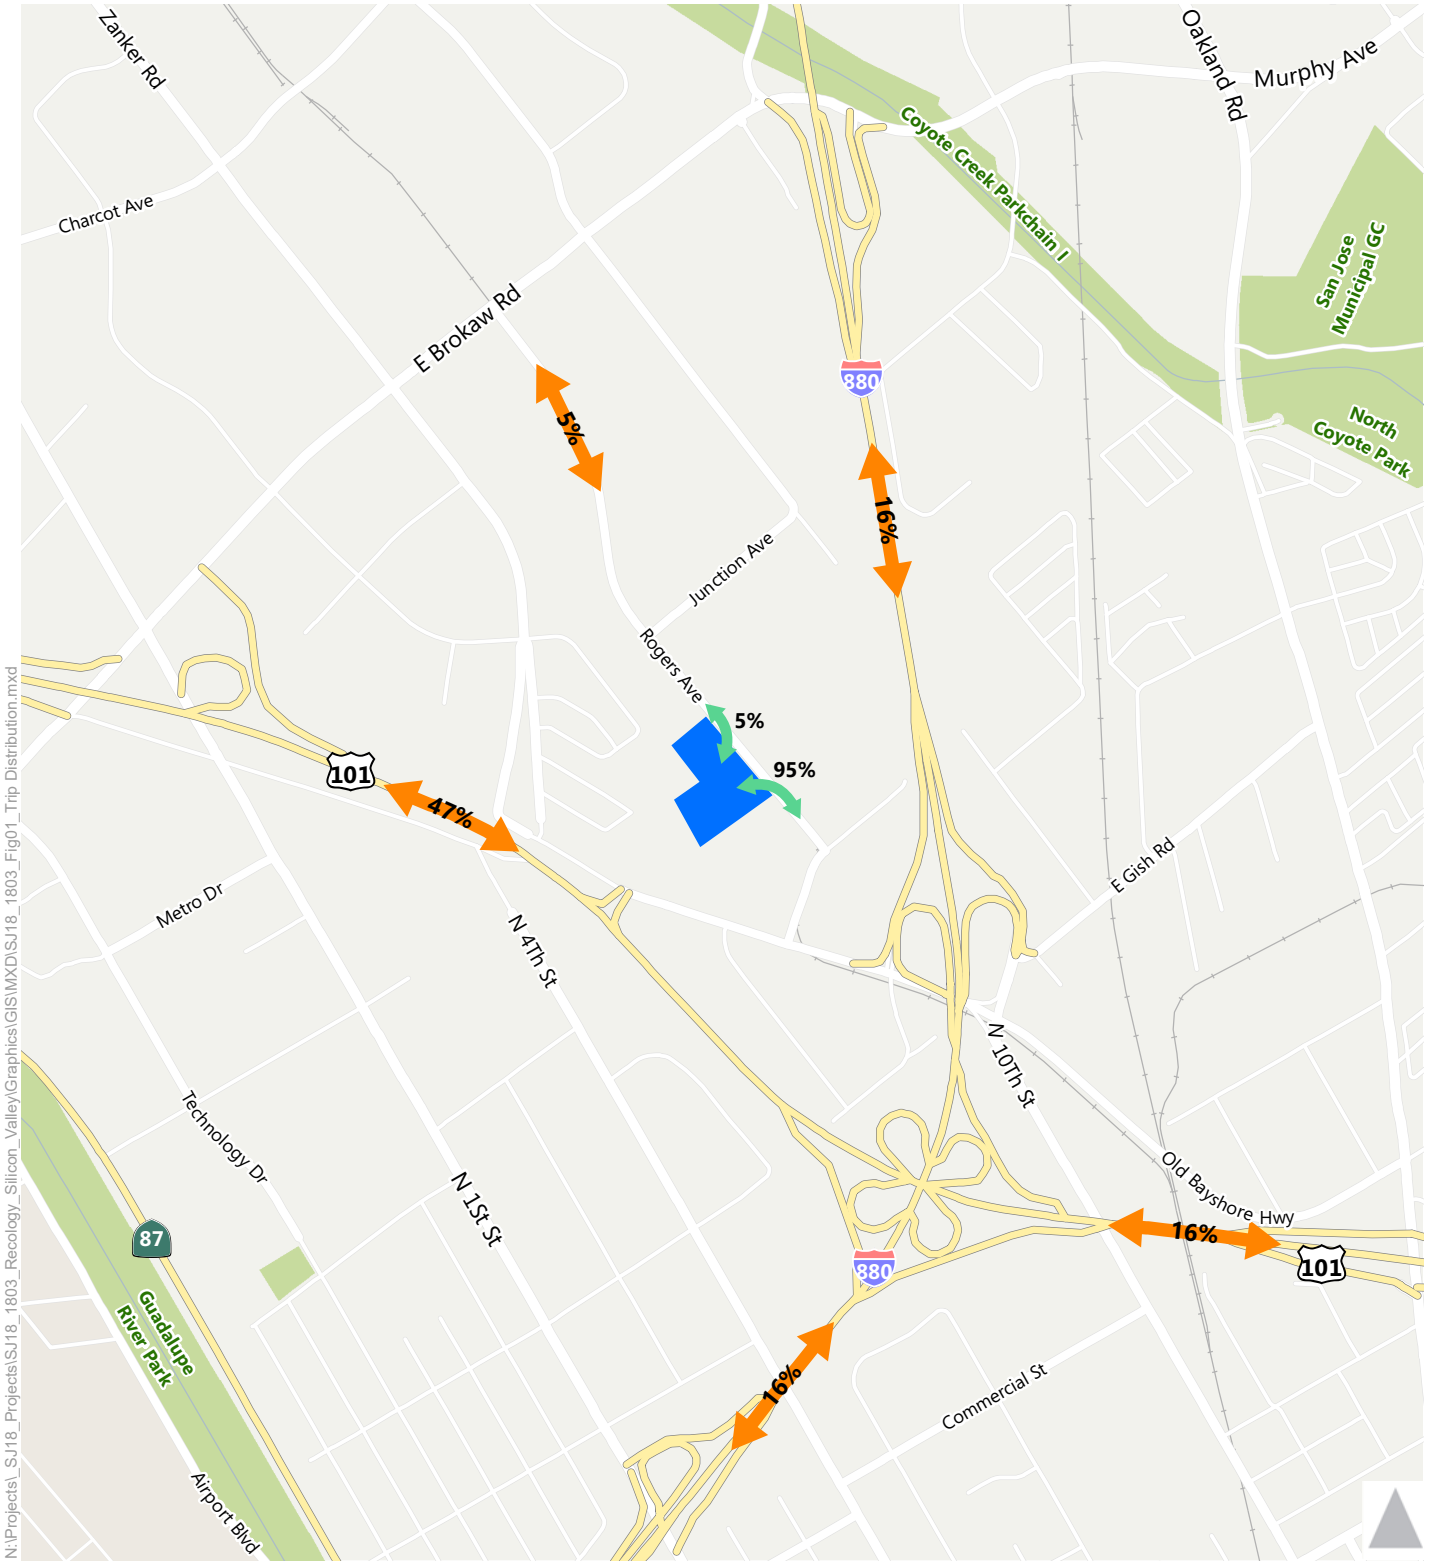 Zanker Rd
Oakland Rd
Murphy Ave
Coyote Creek Parkchain I
Charcot Ave
San Jose
Municipal GC
E Brokaw Rd
880
North
Coyote Park
5%
16%
Junction Ave
Rogers Ave
5%
95%
101
47%
E Gish Rd
Metro Dr
N 4Th St
N 10Th St
Technology Dr
Old Bayshore Hwy
N 1St St
87
16%
101
880
Guadalupe
River Park
16%
Commercial St
Airport Blvd
N:\Projects\_SJ18_Projects\SJ18_1803_Recology_Silicon_Valley\Graphics\GIS\MXD\SJ18_1803_Fig01_Trip Distribution.mxd